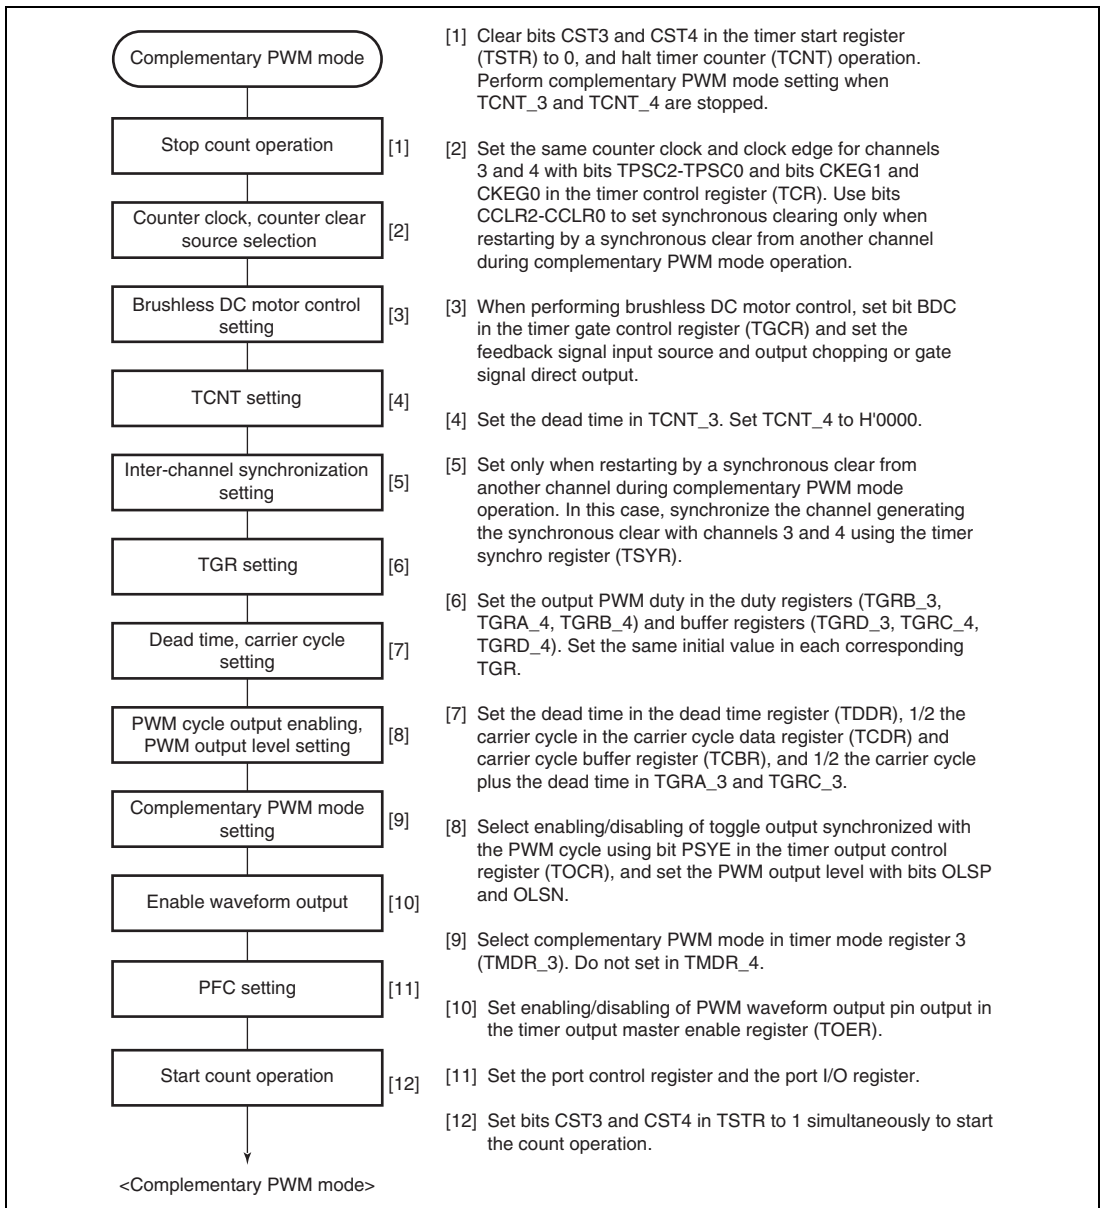 Complementary PWM mode
Stop count operation
[1]
Counter clock, counter clear
source selection
[2]
Brushless DC motor control
setting
[3]
TCNT setting
[4]
Inter-channel synchronization
setting
[5]
TGR setting
[6]
Dead time, carrier cycle
setting
[7]
PWM cycle output enabling,
PWM output level setting
[8]
Complementary PWM mode
setting
[9]
Enable waveform output
[10]
PFC setting
[11]
Start count operation
[12]
<Complementary PWM mode>
[1] Clear bits CST3 and CST4 in the timer start register
(TSTR) to 0, and halt timer counter (TCNT) operation.
Perform complementary PWM mode setting when
TCNT_3 and TCNT_4 are stopped.
[2] Set the same counter clock and clock edge for channels
3 and 4 with bits TPSC2-TPSC0 and bits CKEG1 and
CKEG0 in the timer control register (TCR). Use bits
CCLR2-CCLR0 to set synchronous clearing only when
restarting by a synchronous clear from another channel
during complementary PWM mode operation.
[3] When performing brushless DC motor control, set bit BDC
in the timer gate control register (TGCR) and set the
feedback signal input source and output chopping or gate
signal direct output.
[4] Set the dead time in TCNT_3. Set TCNT_4 to H'0000.
[5] Set only when restarting by a synchronous clear from
another channel during complementary PWM mode
operation. In this case, synchronize the channel generating
the synchronous clear with channels 3 and 4 using the timer
synchro register (TSYR).
[6] Set the output PWM duty in the duty registers (TGRB_3,
TGRA_4, TGRB_4) and buffer registers (TGRD_3, TGRC_4,
TGRD_4). Set the same initial value in each corresponding
TGR.
[7] Set the dead time in the dead time register (TDDR), 1/2 the
carrier cycle in the carrier cycle data register (TCDR) and
carrier cycle buffer register (TCBR), and 1/2 the carrier cycle
plus the dead time in TGRA_3 and TGRC_3.
[8] Select enabling/disabling of toggle output synchronized with
the PWM cycle using bit PSYE in the timer output control
register (TOCR), and set the PWM output level with bits OLSP
and OLSN.
[9] Select complementary PWM mode in timer mode register 3
(TMDR_3). Do not set in TMDR_4.
[10] Set enabling/disabling of PWM waveform output pin output in
the timer output master enable register (TOER).
[11] Set the port control register and the port I/O register.
[12] Set bits CST3 and CST4 in TSTR to 1 simultaneously to start
the count operation.